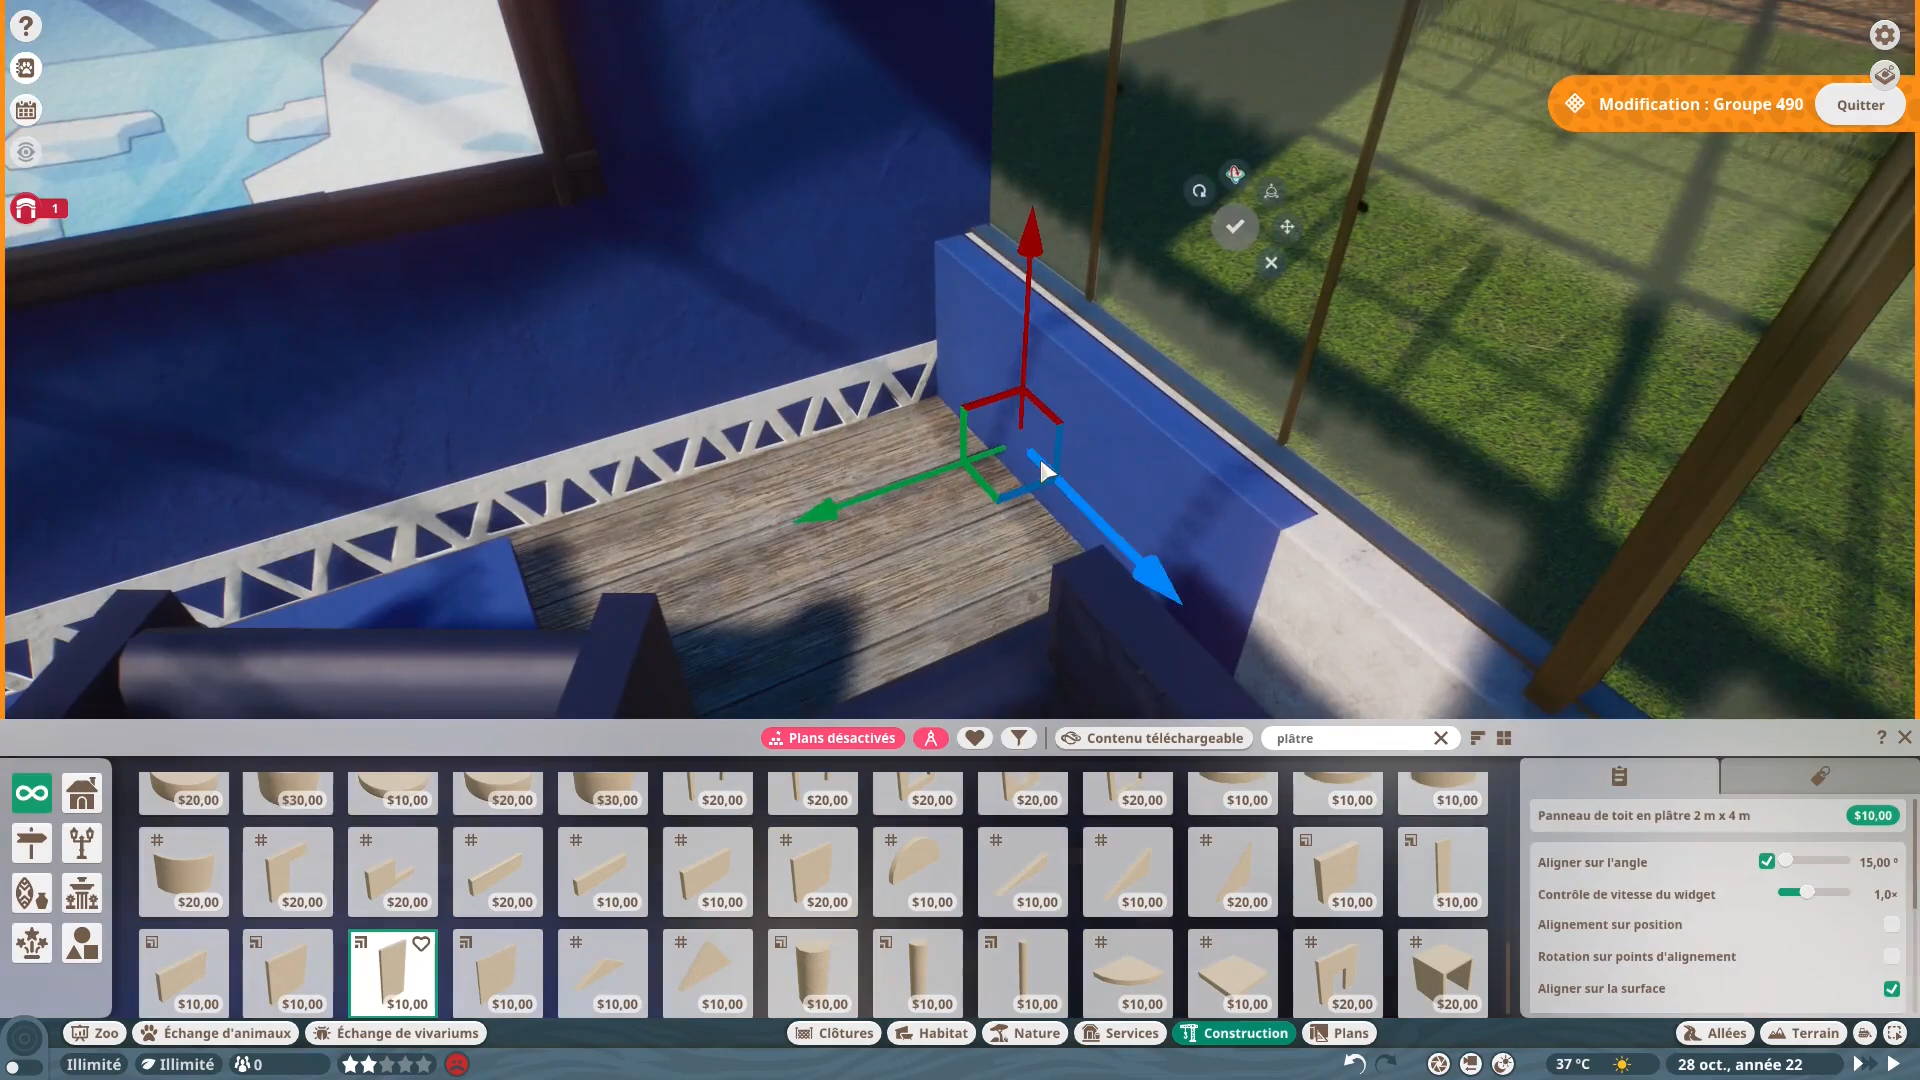 Modification : Groupe 490 Quitter
1
Plans désactivés Contenu téléchargeable plâtre
$20,00 $30,00 $10,00 $20,00 $30,00 $20,00 $20,00 $20,00 $20,00 $20,00 $10,00 $10,00 $10,00
$20,00 $20,00 $20,00 $20,00 $10,00 $10,00 $20,00 $10,00 $10,00 $10,00 $20,00 $10,00 $10,00
$10,00 $10,00 $10,00 $10,00 $10,00 $10,00 $10,00 $10,00 $10,00 $10,00 $10,00 $20,00 $20,00
Panneau de toit en plâtre 2 m x 4 m $10,00
Aligner sur l'angle 15,00 °
Contrôle de vitesse du widget 1,0×
Alignement sur position
Rotation sur points d'alignement
Aligner sur la surface
Zoo Échange d'animaux Échange de vivariums Clôtures Habitat Nature Services Construction Plans Allées Terrain
Illimité Illimité 0 37 °C 28 oct., année 22